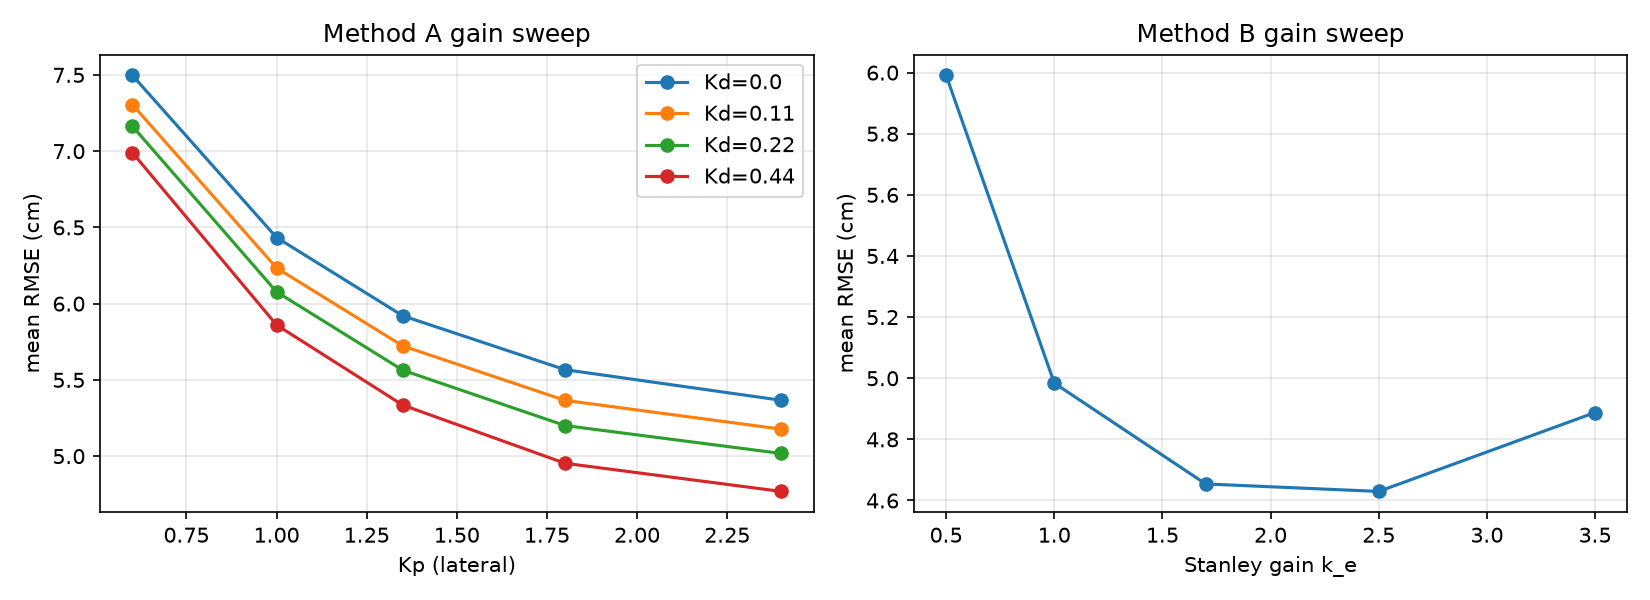 Method A gain sweep
Kd=0.0
Kd=0.11
Kd=0.22
Kd=0.44
mean RMSE (cm)
7.5
7.0
6.5
6.0
5.5
5.0
0.75 1.00 1.25 1.50 1.75 2.00 2.25
Kp (lateral)
Method B gain sweep
mean RMSE (cm)
6.0
5.8
5.6
5.4
5.2
5.0
4.8
4.6
0.5 1.0 1.5 2.0 2.5 3.0 3.5
Stanley gain k_e